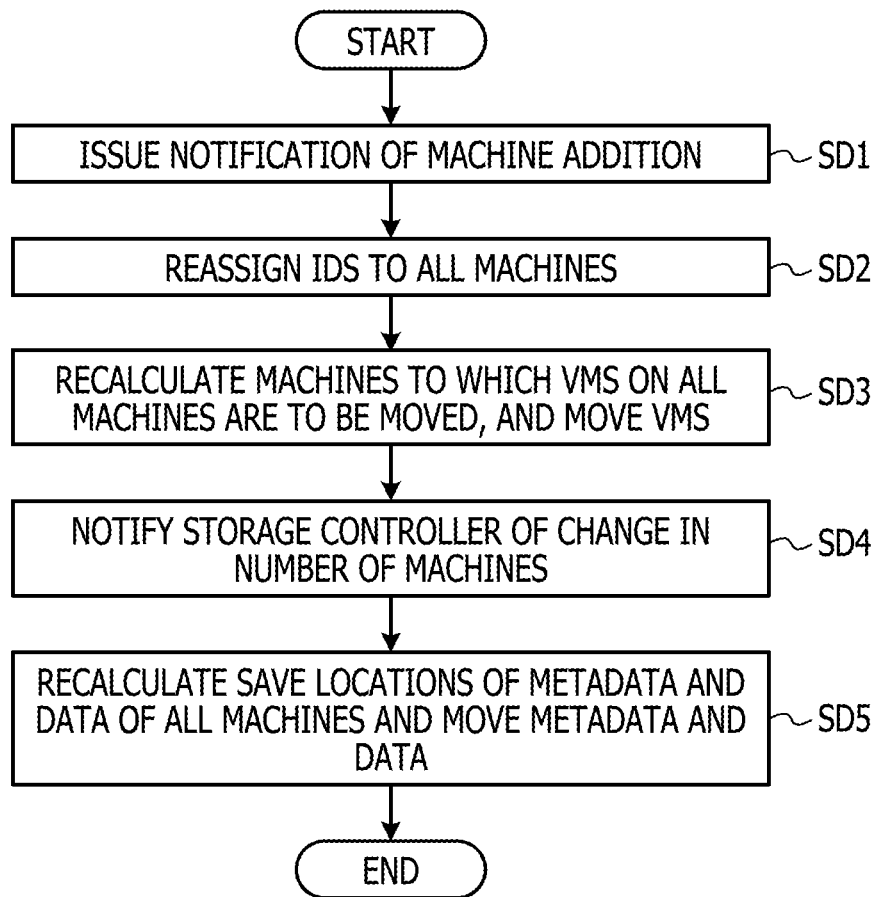 START
ISSUE NOTIFICATION OF MACHINE ADDITION
SD1
REASSIGN IDS TO ALL MACHINES
SD2
RECALCULATE MACHINES TO WHICH VMS ON ALL
MACHINES ARE TO BE MOVED, AND MOVE VMS
SD3
NOTIFY STORAGE CONTROLLER OF CHANGE IN
NUMBER OF MACHINES
SD4
RECALCULATE SAVE LOCATIONS OF METADATA AND
DATA OF ALL MACHINES AND MOVE METADATA AND
DATA
SD5
END